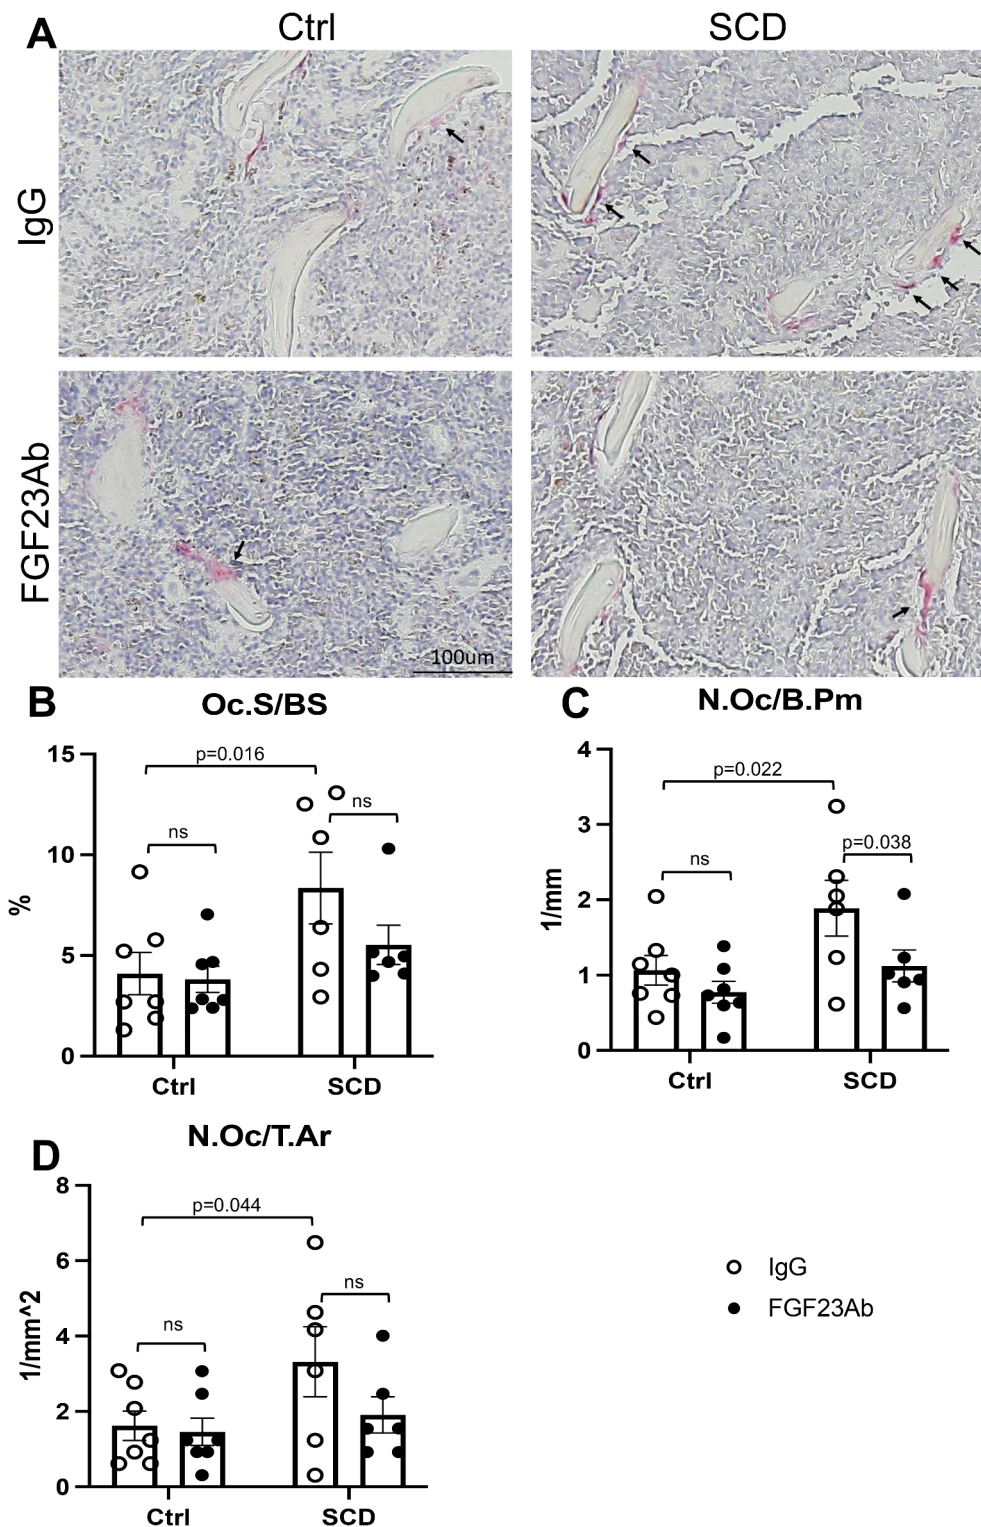 A
Ctrl
SCD
IgG
FGF23Ab
100um
B
Oc.S/BS
15
10
5
0
%
p=0.016
ns
ns
Ctrl
SCD
C
N.Oc/B.Pm
4
3
2
1
0
1/mm
p=0.022
ns
p=0.038
Ctrl
SCD
D
N.Oc/T.Ar
8
6
4
2
0
1/mm^2
p=0.044
ns
ns
Ctrl
SCD
IgG
FGF23Ab